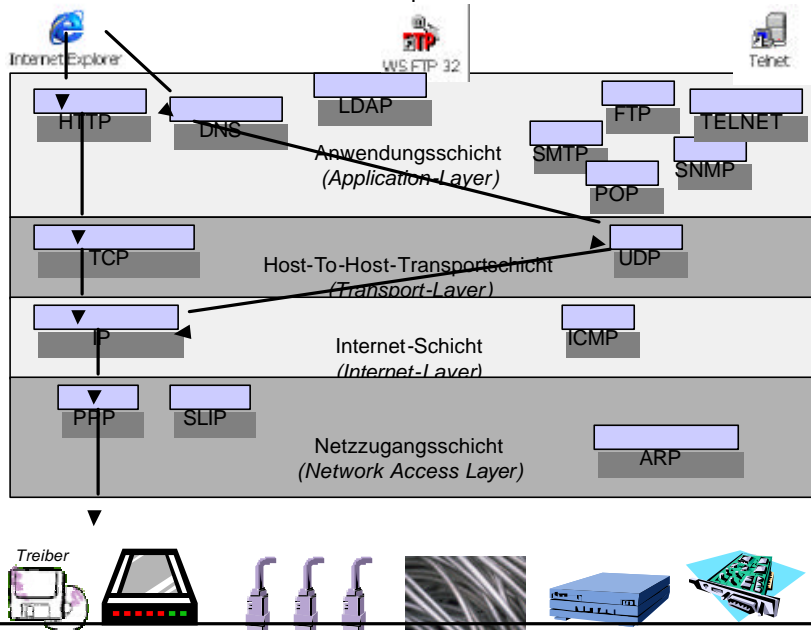 Internet Explorer
WS FTP 32
Telnet
HTTP
DNS
LDAP
FTP
TELNET
Anwendungsschicht
(Application-Layer)
SMTP
SNMP
POP
TCP
Host-To-Host-Transportschicht
(Transport-Layer)
UDP
IP
Internet-Schicht
(Internet-Layer)
ICMP
PPP
SLIP
Netzzugangsschicht
(Network Access Layer)
ARP
Treiber